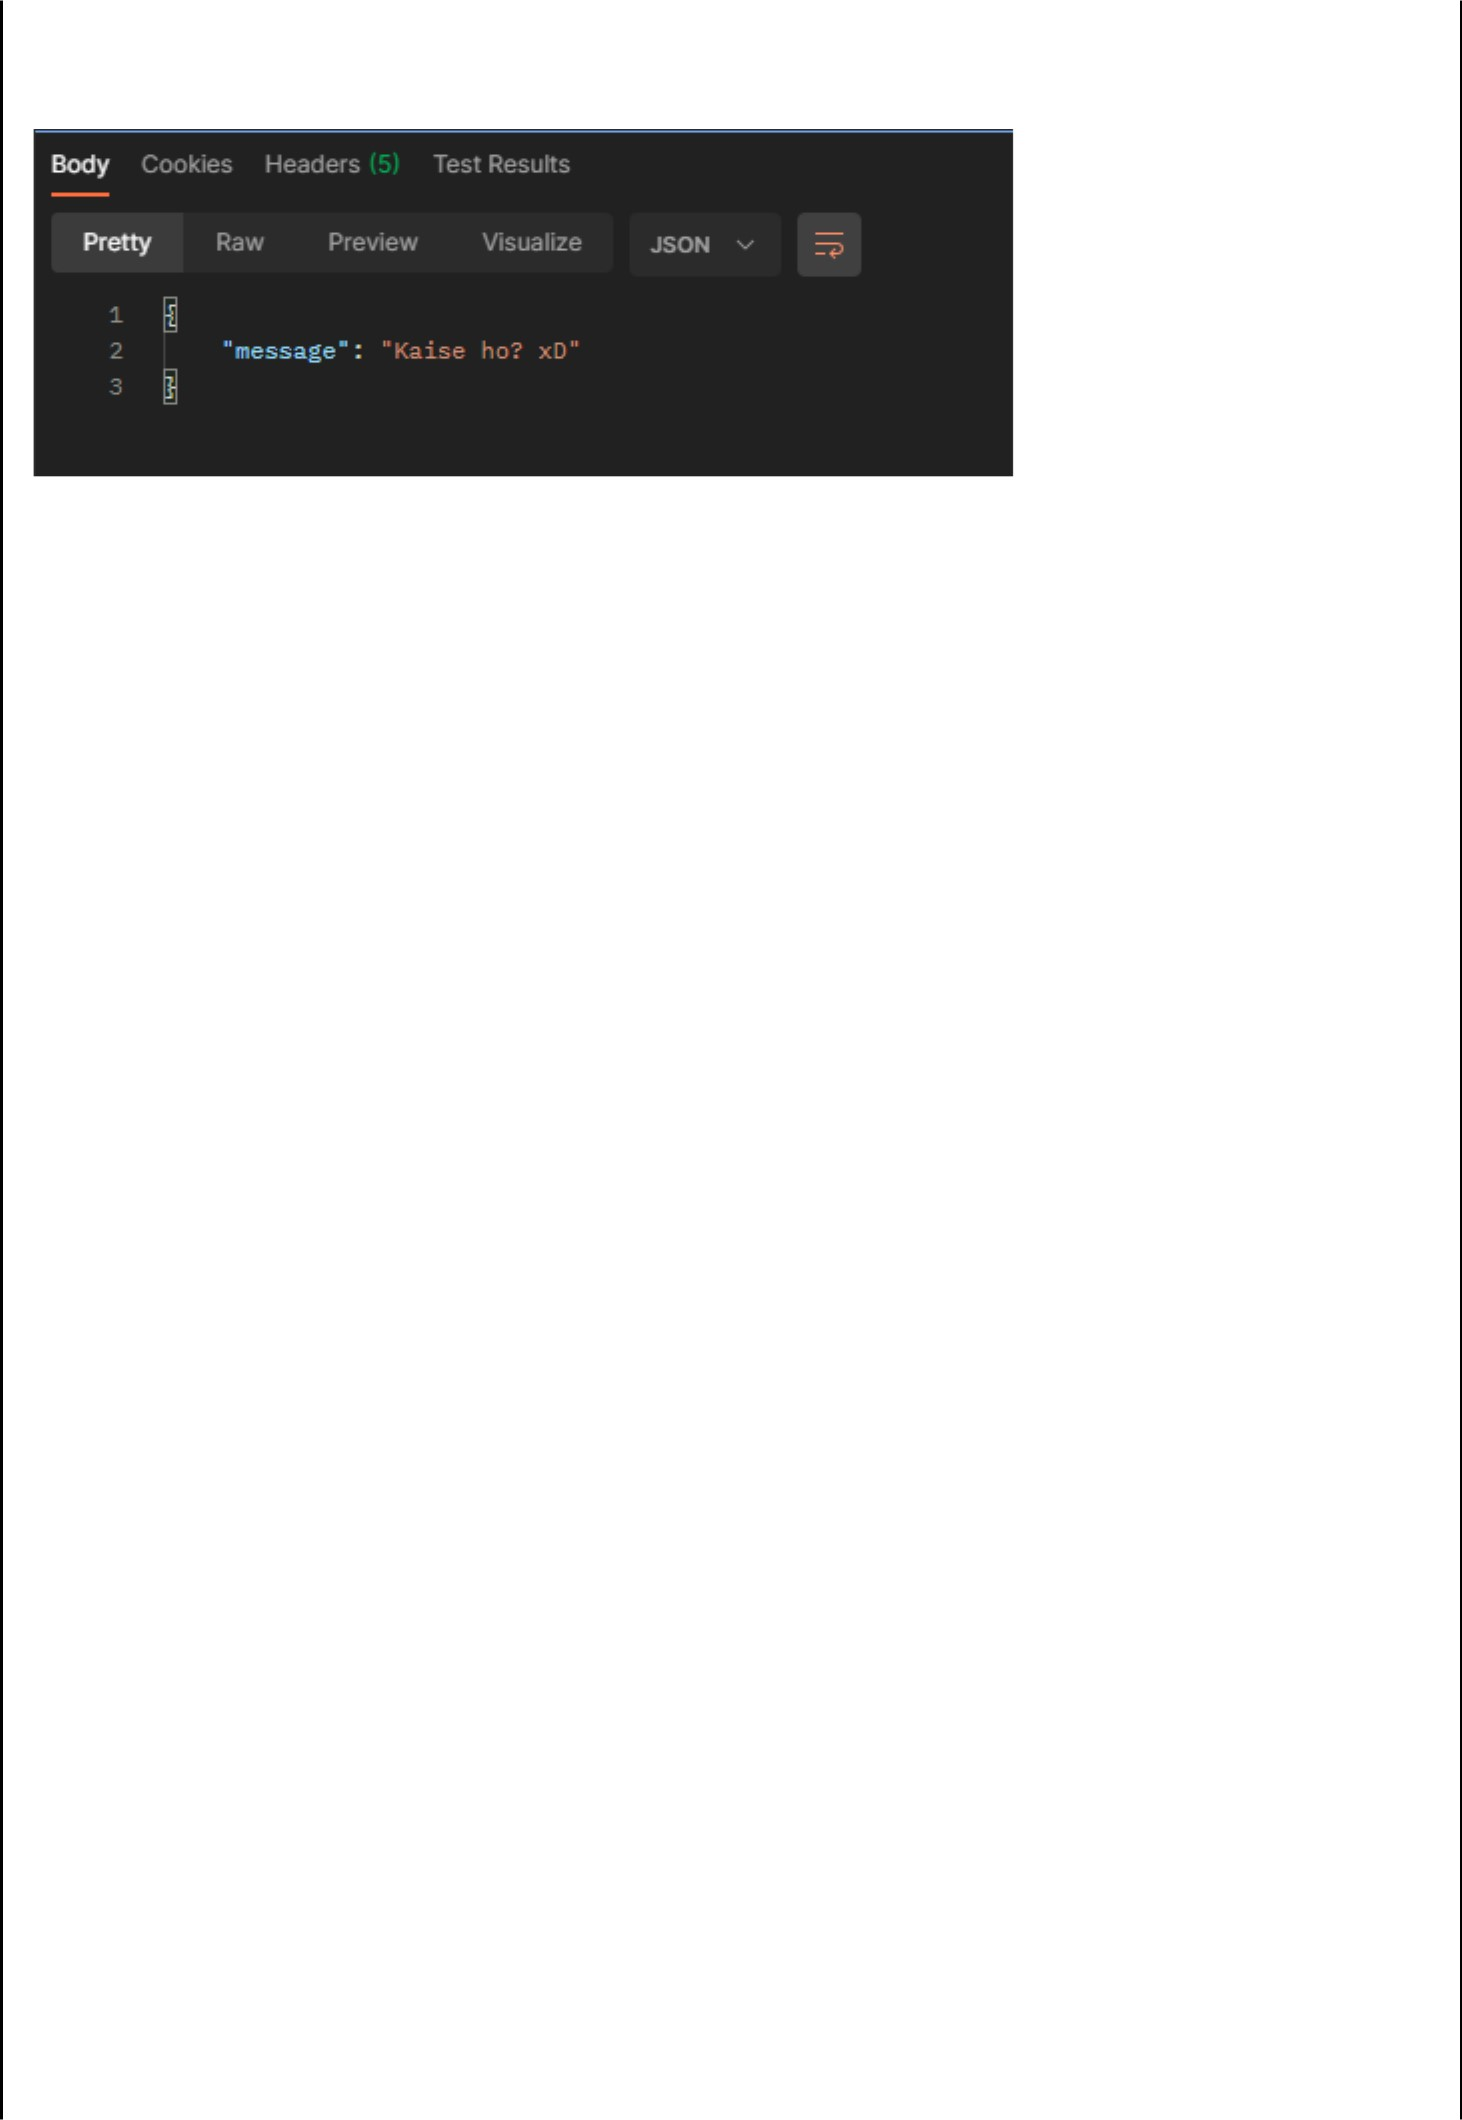 Body Cookies Headers (5) Test Results
Pretty Raw Preview Visualize JSON
1 {
2 "message": "Kaise ho? xD"
3 }